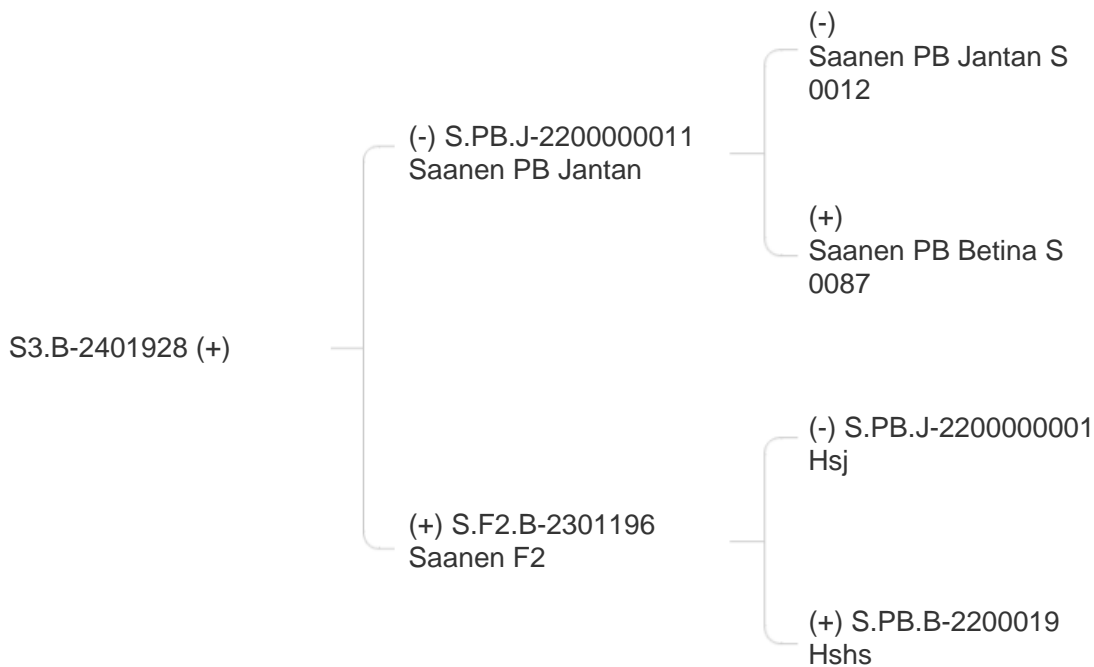 (-)
Saanen PB Jantan S
0012
(-) S.PB.J-2200000011
Saanen PB Jantan
(+)
Saanen PB Betina S
0087
S3.B-2401928 (+)
(-) S.PB.J-2200000001
Hsj
(+) S.F2.B-2301196
Saanen F2
(+) S.PB.B-2200019
Hshs